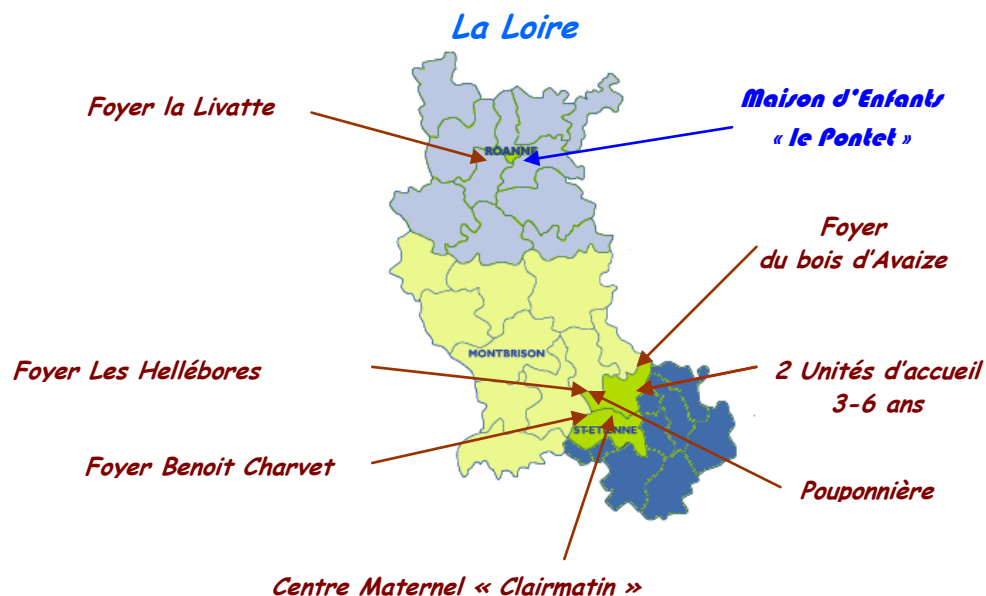 La Loire
Foyer la Livatte
Maison d'Enfants
« le Pontet »
ROANNE
Foyer
du bois d'Avaize
MONTBRISON
Foyer Les Hellébores
2 Unités d'accueil
3-6 ans
ST-ETIENNE
Foyer Benoit Charvet
Pouponnière
Centre Maternel « Clairmatin »